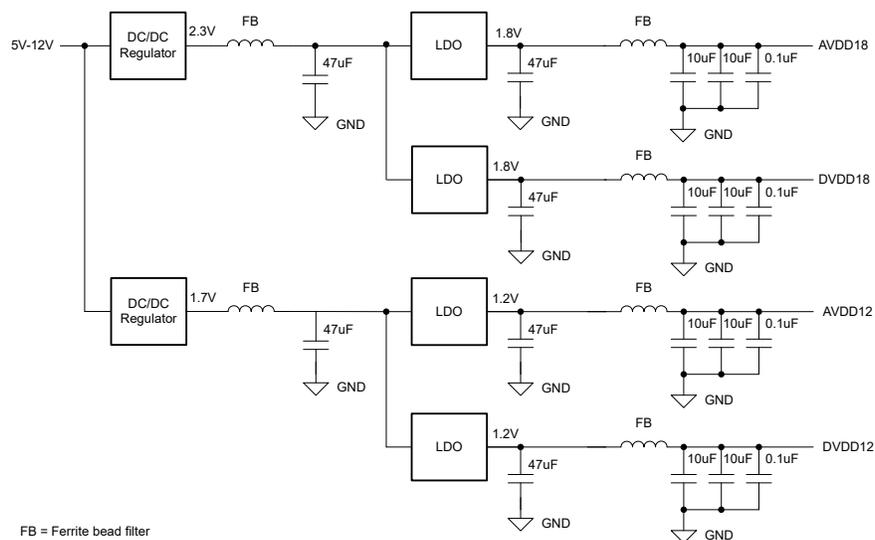 FB
FB
5V-12V
DC/DC
Regulator
2.3V
LDO
1.8V
AVDD18
47uF
47uF
10uF
10uF
0.1uF
GND
GND
GND
FB
LDO
1.8V
DVDD18
47uF
10uF
10uF
0.1uF
GND
GND
FB
FB
DC/DC
Regulator
1.7V
LDO
1.2V
AVDD12
47uF
47uF
10uF
10uF
0.1uF
GND
GND
GND
FB
LDO
1.2V
DVDD12
47uF
10uF
10uF
0.1uF
GND
GND
FB = Ferrite bead filter